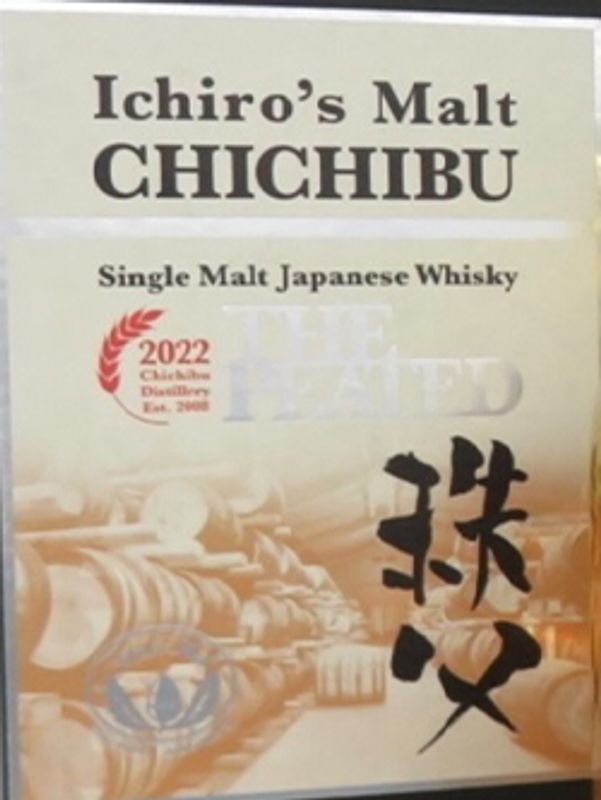 Ichiro's Malt
CHICHIBU
Single Malt Japanese Whisky
THE
PEATED
2022
Chichibu
Distillery
Est. 2008
秩父